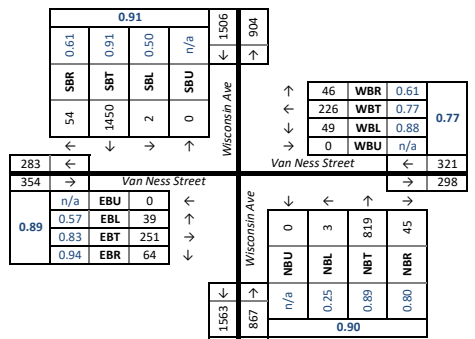 0.91
1506 904
0.61 0.91 0.50 n/a
↓ ↑
SBR SBT SBL SBU
54 1450 2 0
← ↓ → ↑
Wisconsin Ave
↑ 46 WBR 0.61
← 226 WBT 0.77
↓ 49 WBL 0.88
→ 0 WBU n/a
0.77
283 ←
Van Ness Street
← 321
354 →
Van Ness Street
→ 298
n/a EBU 0 ←
0.57 EBL 39 ↑
0.83 EBT 251 →
0.94 EBR 64 ↓
0.89
Wisconsin Ave
↓ ← ↑ →
0 3 819 45
NBU NBL NBT NBR
n/a 0.25 0.89 0.80
↓ ↑
1563 867
0.90